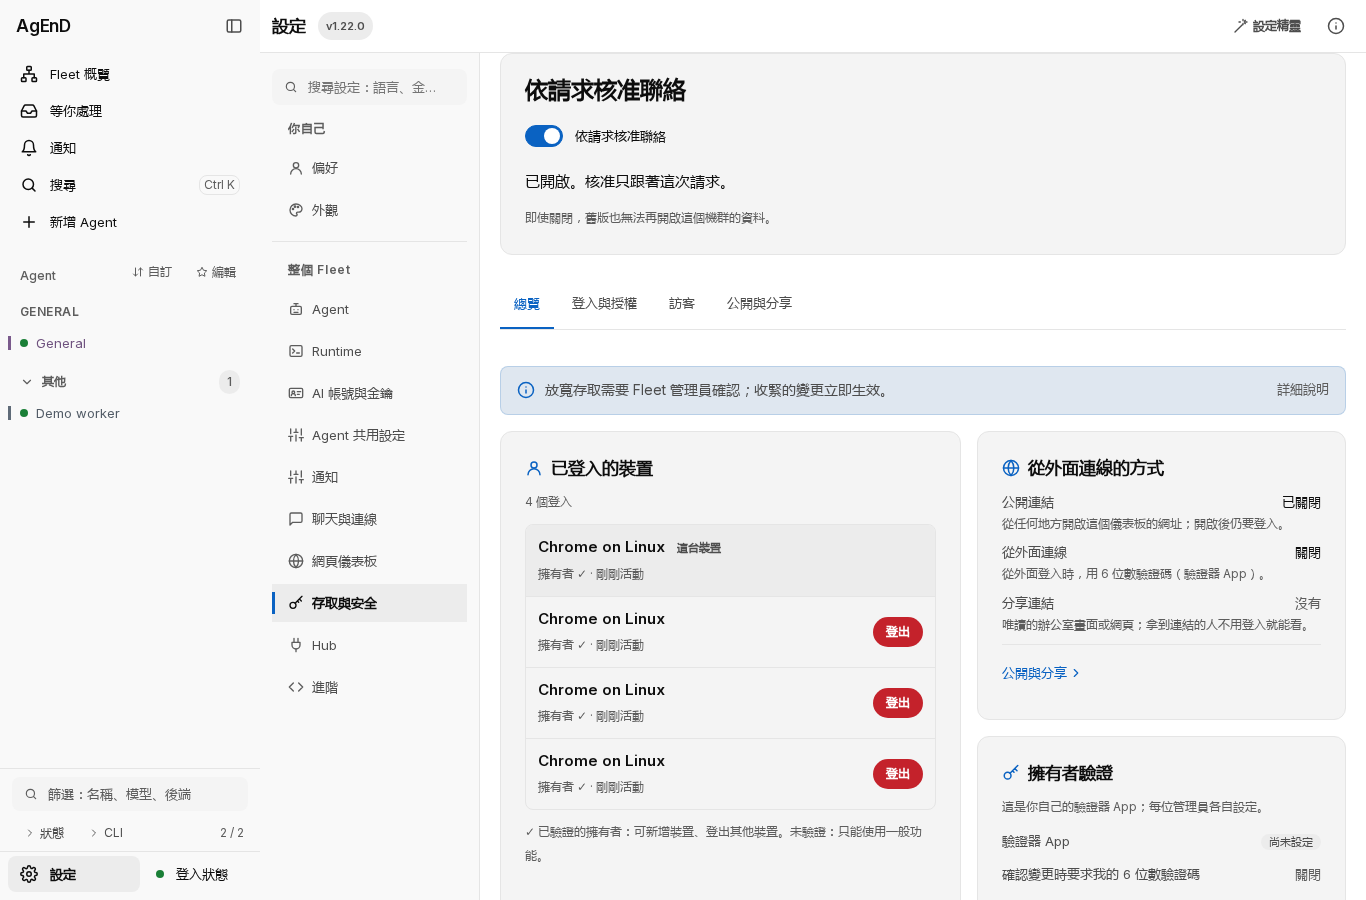 AgEnD
Fleet 概覽
等你處理
通知
搜尋
Ctrl K
新增 Agent
Agent
自訂
編輯
GENERAL
General
其他
1
Demo worker
篩選：名稱、模型、後端
狀態
CLI
2 / 2
設定
登入狀態
設定
v1.22.0
設定精靈
搜尋設定：語言、金…
你自己
偏好
外觀
整個 Fleet
Agent
Runtime
AI 帳號與金鑰
Agent 共用設定
通知
聊天與連線
網頁儀表板
存取與安全
Hub
進階
依請求核准聯絡
依請求核准聯絡
已開啟。核准只跟著這次請求。
即使關閉，舊版也無法再開啟這個機群的資料。
總覽
登入與授權
訪客
公開與分享
放寬存取需要 Fleet 管理員確認；收緊的變更立即生效。
詳細說明
已登入的裝置
4 個登入
Chrome on Linux
這台裝置
擁有者 ✓ · 剛剛活動
Chrome on Linux
擁有者 ✓ · 剛剛活動
登出
Chrome on Linux
擁有者 ✓ · 剛剛活動
登出
Chrome on Linux
擁有者 ✓ · 剛剛活動
登出
✓ 已驗證的擁有者：可新增裝置、登出其他裝置。未驗證：只能使用一般功
能。
從外面連線的方式
公開連結
已關閉
從任何地方開啟這個儀表板的網址；開啟後仍要登入。
從外面連線
關閉
從外面登入時，用 6 位數驗證碼（驗證器 App）。
分享連結
沒有
唯讀的辦公室畫面或網頁；拿到連結的人不用登入就能看。
公開與分享
擁有者驗證
這是你自己的驗證器 App；每位管理員各自設定。
驗證器 App
尚未設定
確認變更時要求我的 6 位數驗證碼
關閉